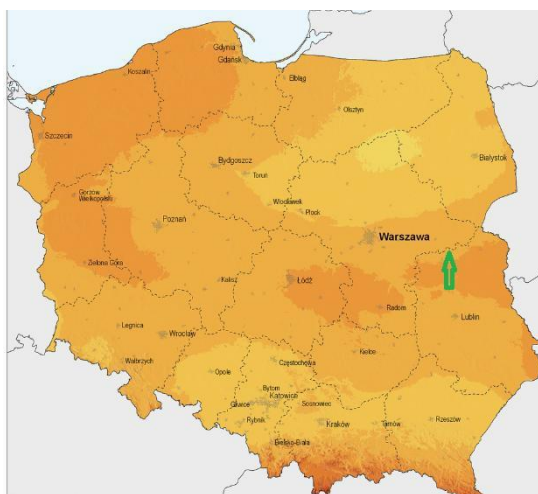 Gdynia
Gdańsk
Koszalin
Elbląg
Olsztyn
Szczecin
Białystok
Bydgoszcz
Toruń
Gorzow
Wielkopolski
Włocławek
Płock
Poznań
Warszawa
Zielona Góra
Kalisz
Łódź
Radom
Lublin
Legnica
Wrocław
Wałbrzych
Opole
Częstochowa
Kielce
Bytom
Katowice
Gliwice
Sosnowiec
Rybnik
Kraków
Tarnów
Rzeszów
Bielsko-Biała